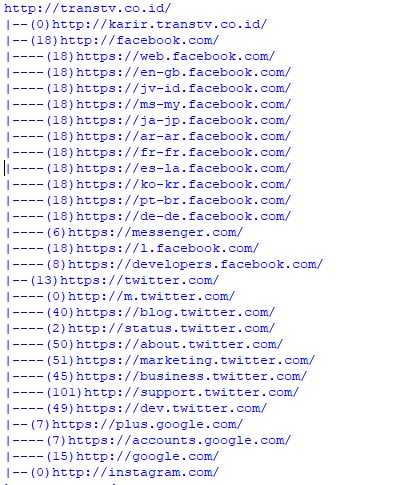 http://transtv.co.id/
|--(0)http://karir.transtv.co.id/
|--(18)http://facebook.com/
|----(18)https://web.facebook.com/
|----(18)https://en-gb.facebook.com/
|----(18)https://jv-id.facebook.com/
|----(18)https://ms-my.facebook.com/
|----(18)https://ja-jp.facebook.com/
|----(18)https://ar-ar.facebook.com/
|----(18)https://fr-fr.facebook.com/
|----(18)https://es-la.facebook.com/
|----(18)https://ko-kr.facebook.com/
|----(18)https://pt-br.facebook.com/
|----(18)https://de-de.facebook.com/
|----(6)https://messenger.com/
|----(18)https://l.facebook.com/
|----(8)https://developers.facebook.com/
|--(13)https://twitter.com/
|----(0)http://m.twitter.com/
|----(40)https://blog.twitter.com/
|----(2)http://status.twitter.com/
|----(50)https://about.twitter.com/
|----(51)https://marketing.twitter.com/
|----(45)https://business.twitter.com/
|----(101)http://support.twitter.com/
|----(49)https://dev.twitter.com/
|--(7)https://plus.google.com/
|----(7)https://accounts.google.com/
|----(15)http://google.com/
|--(0)http://instagram.com/